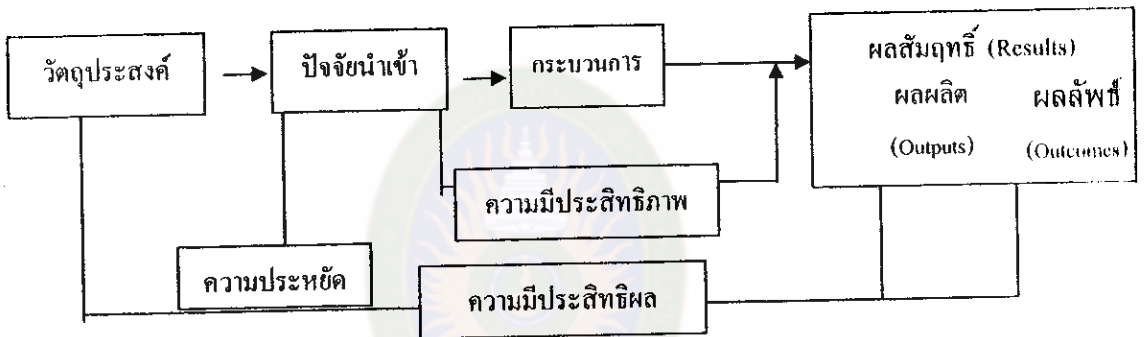 วัตถุประสงค์
ปัจจัยนำเข้า
กระบวนการ
ผลสัมฤทธิ์ (Results)
ผลผลิต ผลลัพธ์
(Outputs) (Outcomes)
ความมีประสิทธิภาพ
ความประหยัด
ความมีประสิทธิผล